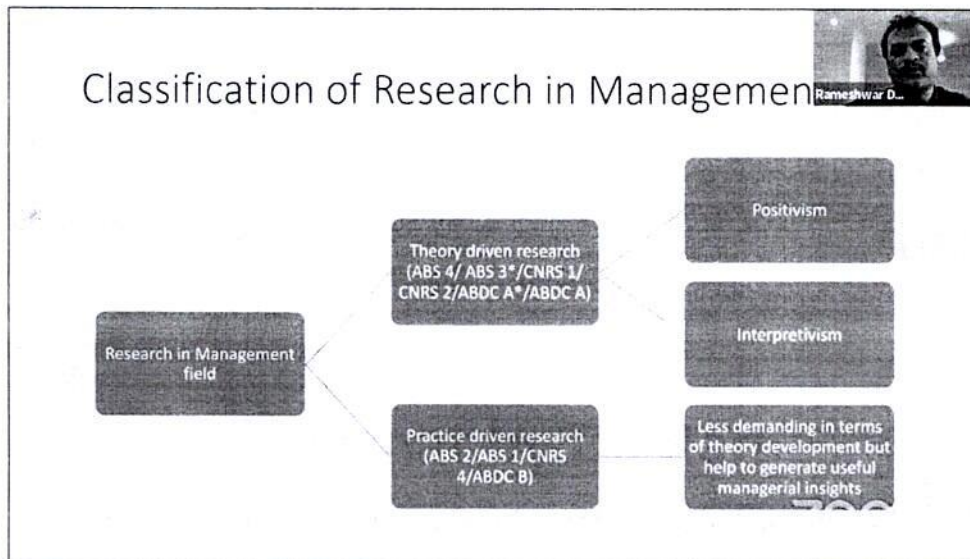 Classification of Research in Managemen
Rameshwar D...
Positivism
Theory driven research
(ABS 4/ ABS 3*/CNRS 1/
CNRS 2/ABDC A*/ABDC A)
Interpretivism
Research in Management
field
Practice driven research
(ABS 2/ABS 1/CNRS
4/ABDC B)
Less demanding in terms
of theory development but
help to generate useful
managerial insights